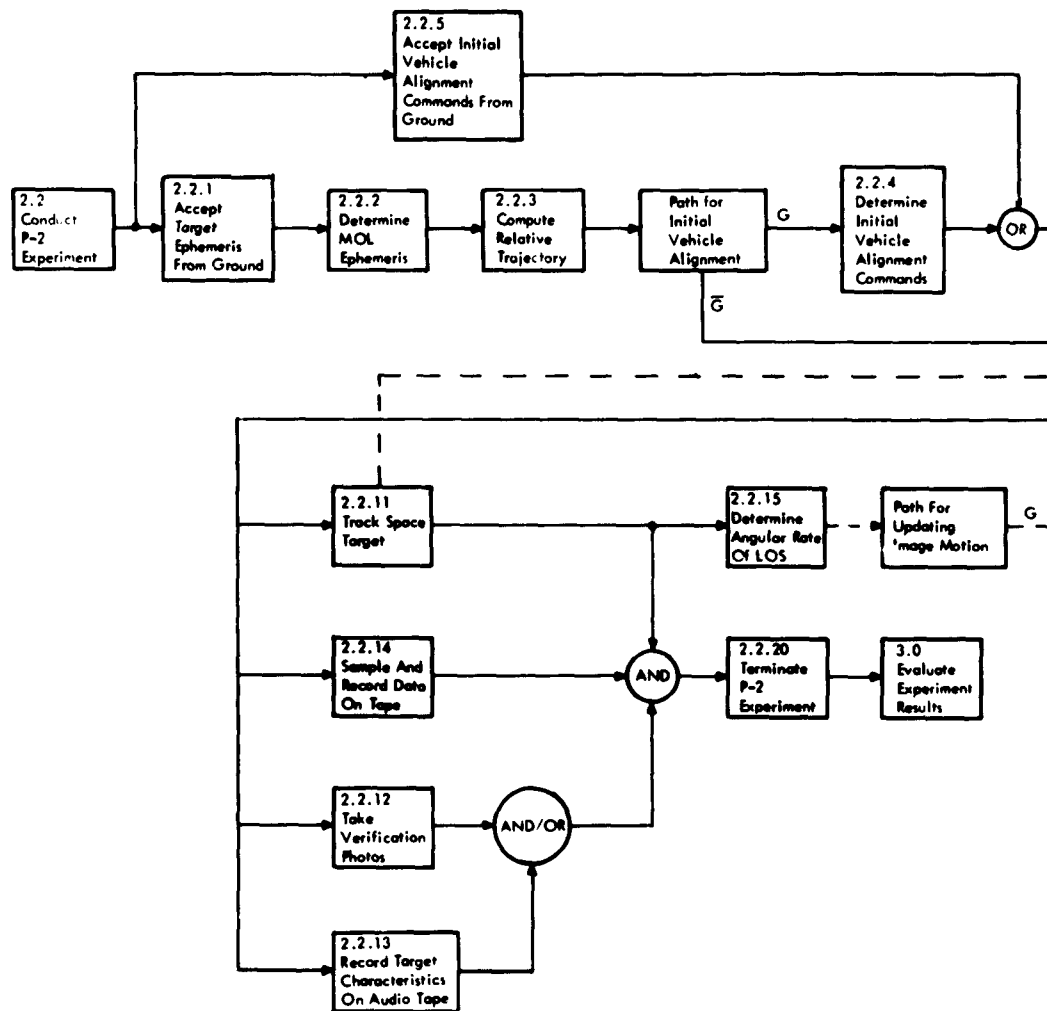 2.2.5
Accept Initial
Vehicle
Alignment
Commands From
Ground
2.2
Conduct
P-2
Experiment
2.2.1
Accept
Target
Ephemeris
From Ground
2.2.2
Determine
MOL
Ephemeris
2.2.3
Compute
Relative
Trajectory
Path for
Initial
Vehicle
Alignment
G
G̅
2.2.4
Determine
Initial
Vehicle
Alignment
Commands
OR
2.2.11
Track Space
Target
2.2.15
Determine
Angular Rate
Of LOS
Path For
Updating
'mage Motion
G
2.2.14
Sample And
Record Data
On Tape
AND
2.2.20
Terminate
P-2
Experiment
3.0
Evaluate
Experiment
Results
2.2.12
Take
Verification
Photos
AND/OR
2.2.13
Record Target
Characteristics
On Audio Tape